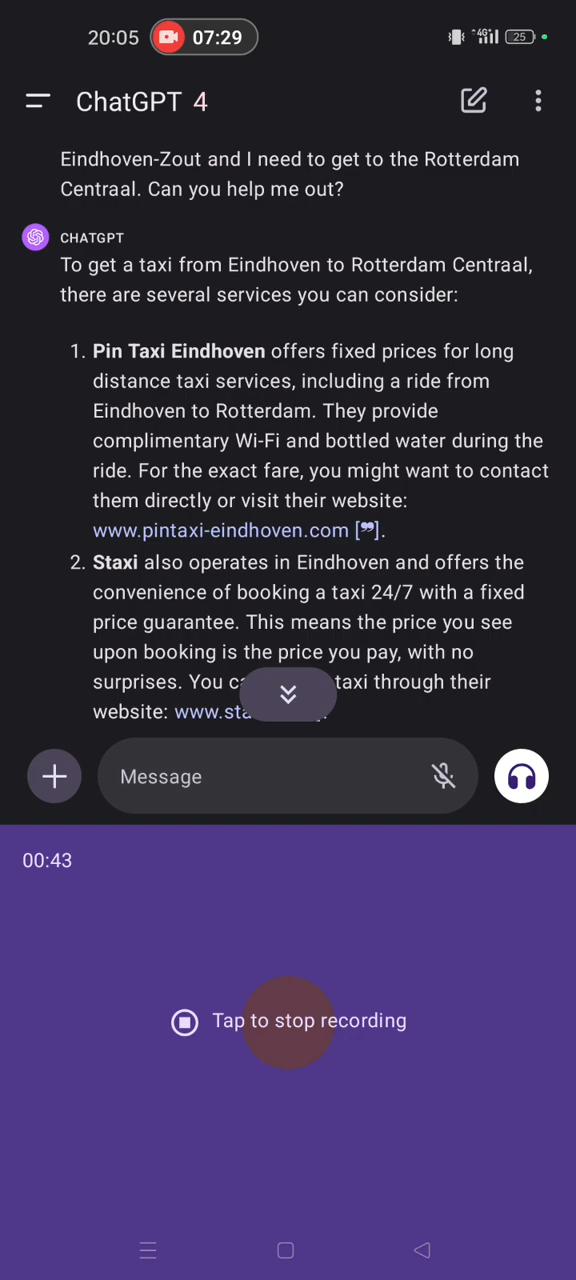 20:05
07:29
4G
25
ChatGPT 4
Eindhoven-Zout and I need to get to the Rotterdam
Centraal. Can you help me out?
CHATGPT
To get a taxi from Eindhoven to Rotterdam Centraal,
there are several services you can consider:
1. Pin Taxi Eindhoven offers fixed prices for long
distance taxi services, including a ride from
Eindhoven to Rotterdam. They provide
complimentary Wi-Fi and bottled water during the
ride. For the exact fare, you might want to contact
them directly or visit their website:
www.pintaxi-eindhoven.com [❞].
2. Staxi also operates in Eindhoven and offers the
convenience of booking a taxi 24/7 with a fixed
price guarantee. This means the price you see
upon booking is the price you pay, with no
surprises. You taxi through their
website:
Message
00:43
Tap to stop recording